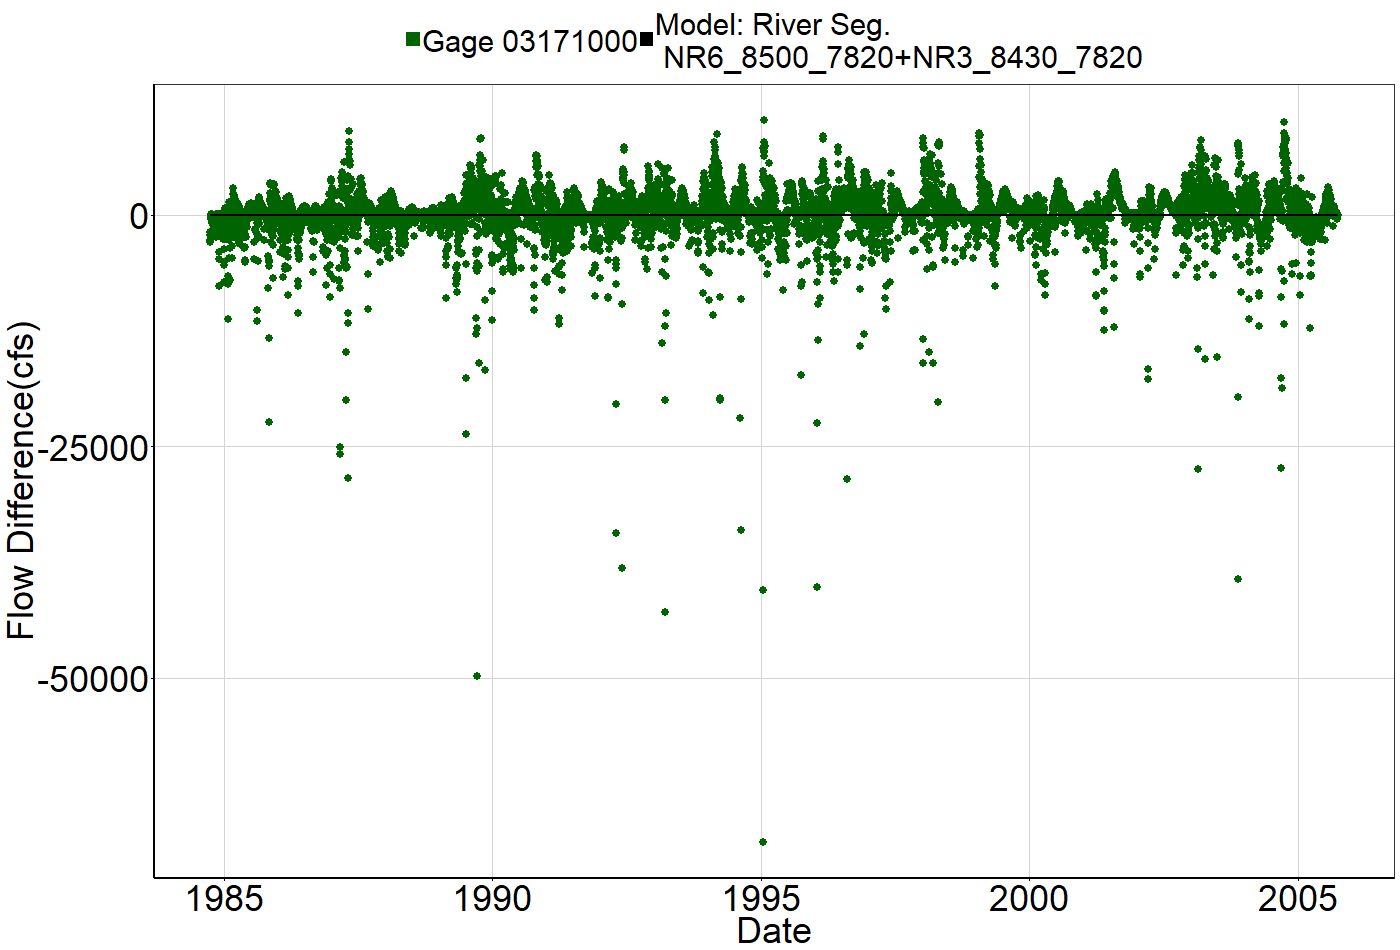 Gage 03171000
Model: River Seg.
NR6_8500_7820+NR3_8430_7820
0
-25000
-50000
Flow Difference(cfs)
1985 1990 1995 2000 2005
Date